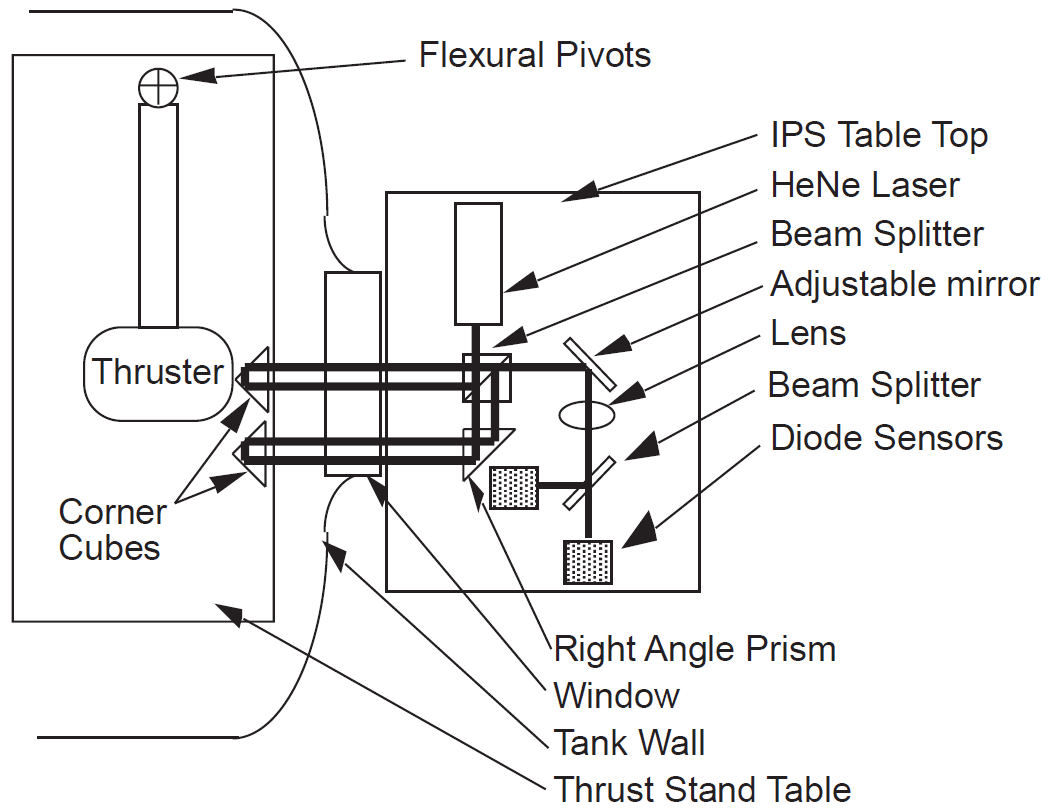 Flexural Pivots
IPS Table Top
HeNe Laser
Beam Splitter
Adjustable mirror
Lens
Beam Splitter
Diode Sensors
Thruster
Corner
Cubes
Right Angle Prism
Window
Tank Wall
Thrust Stand Table